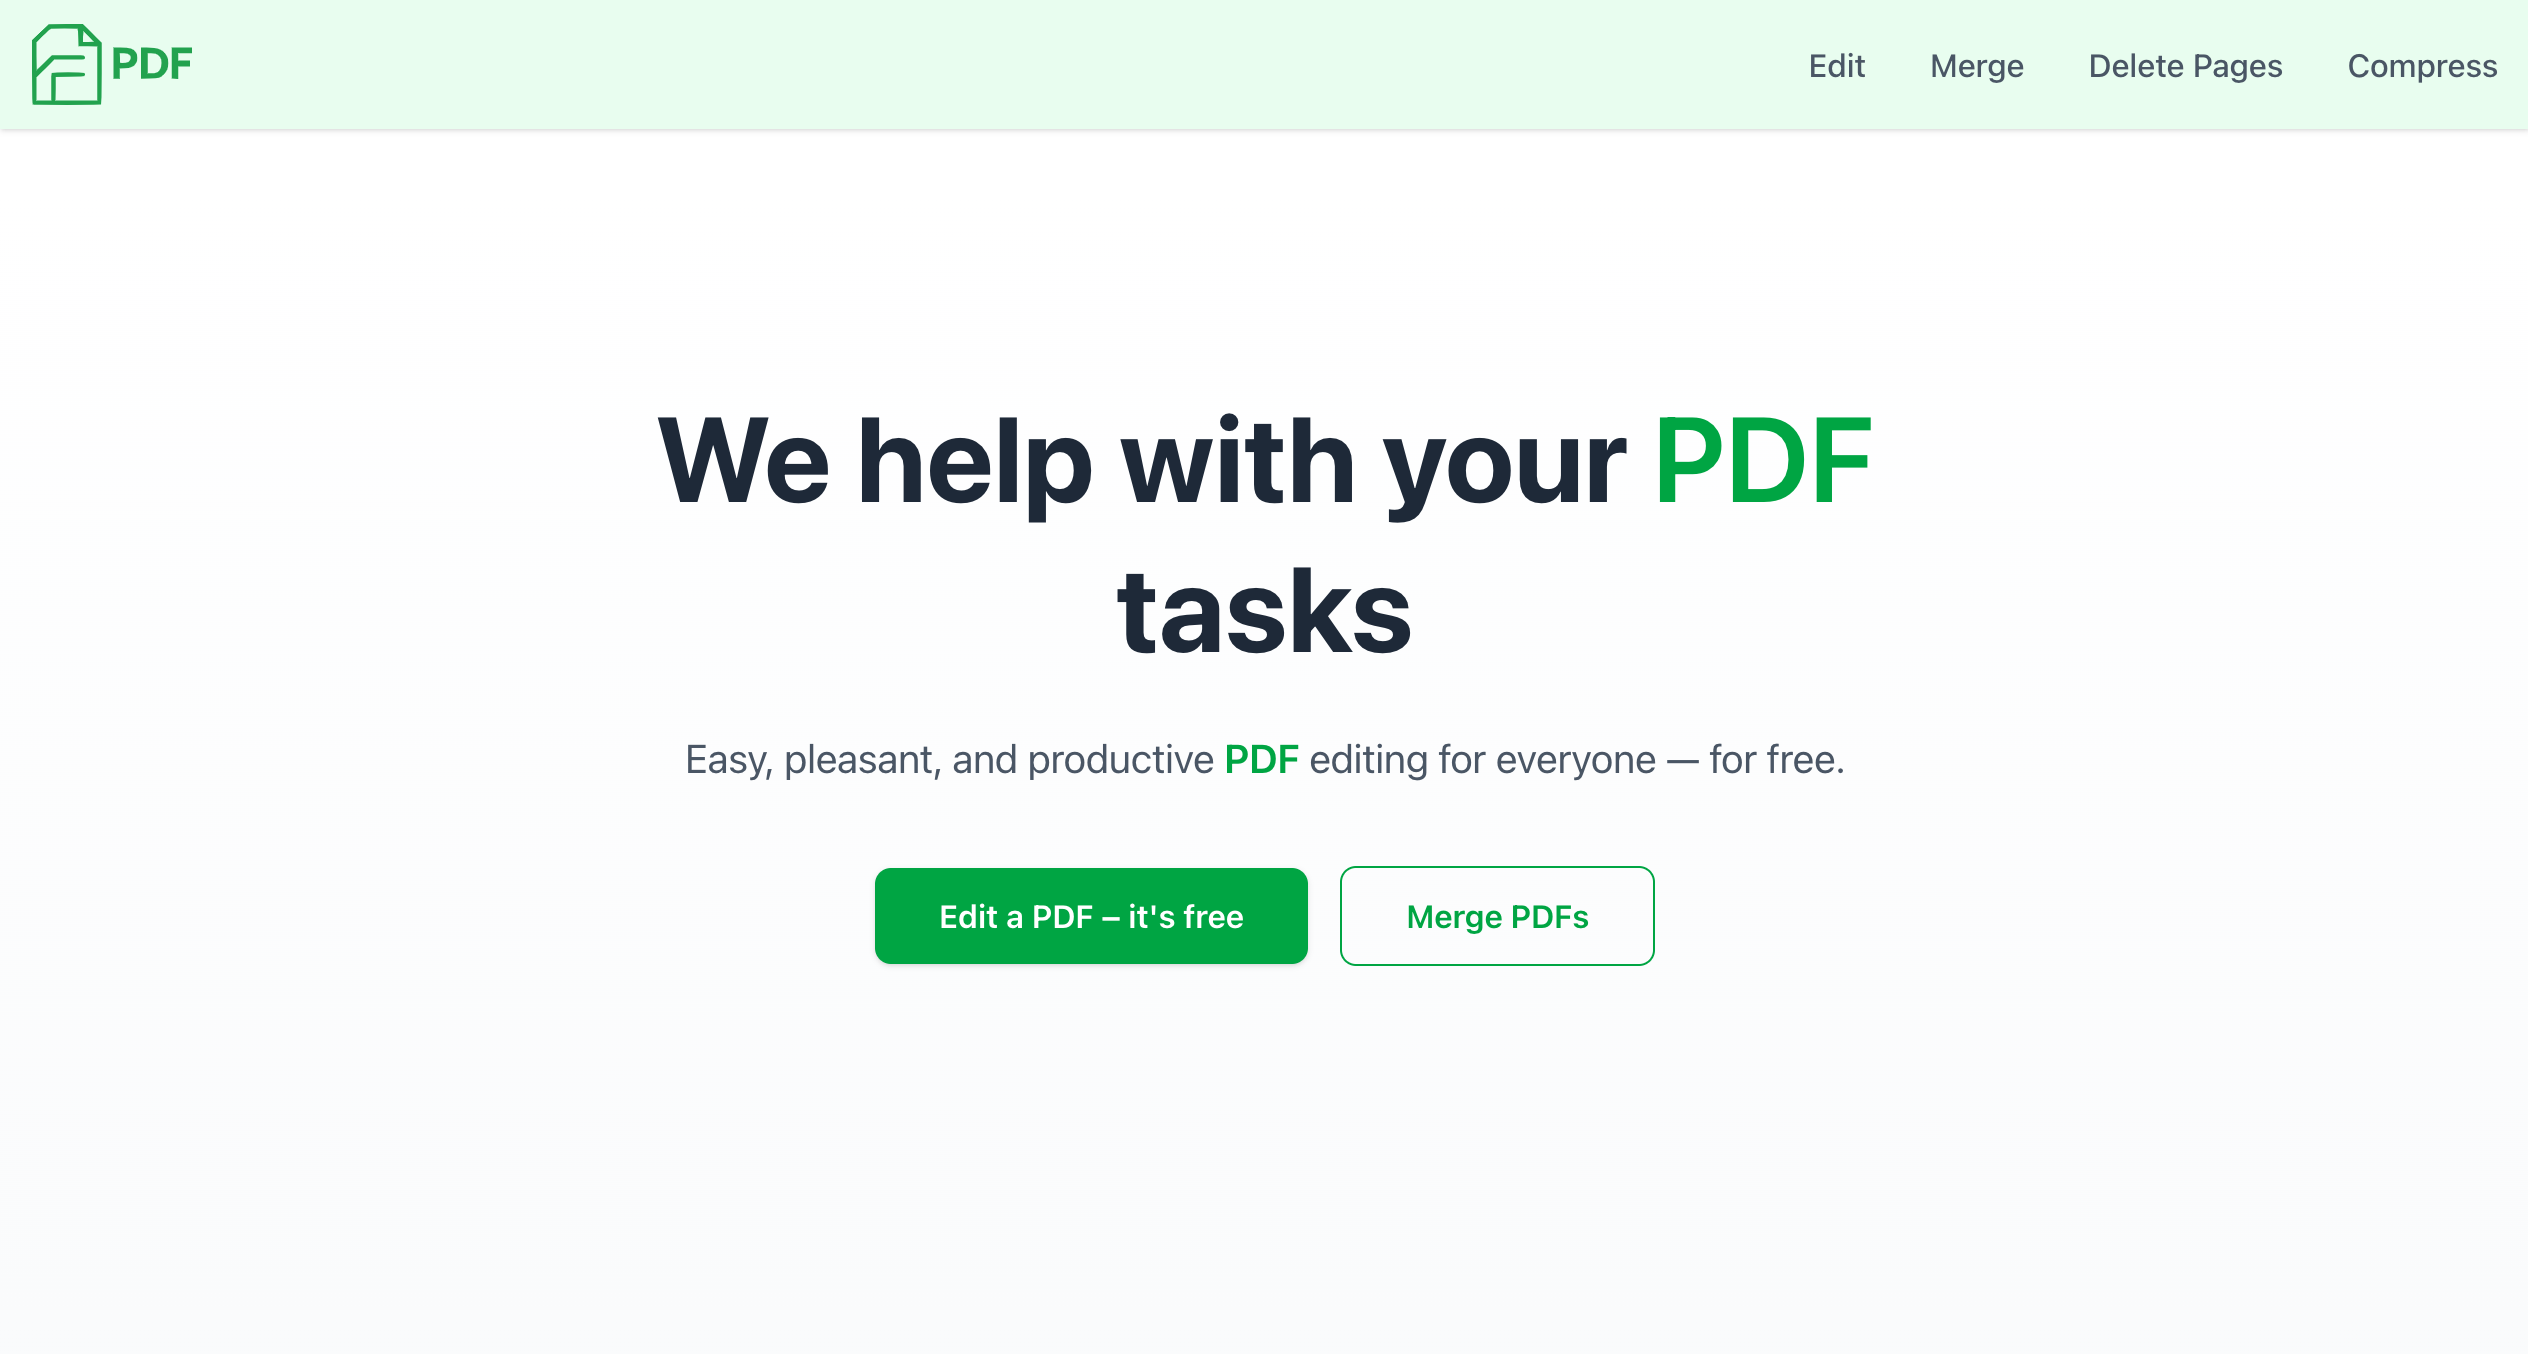 PDF
Edit
Merge
Delete Pages
Compress
We help with your PDF
tasks
Easy, pleasant, and productive PDF editing for everyone — for free.
Edit a PDF – it's free
Merge PDFs